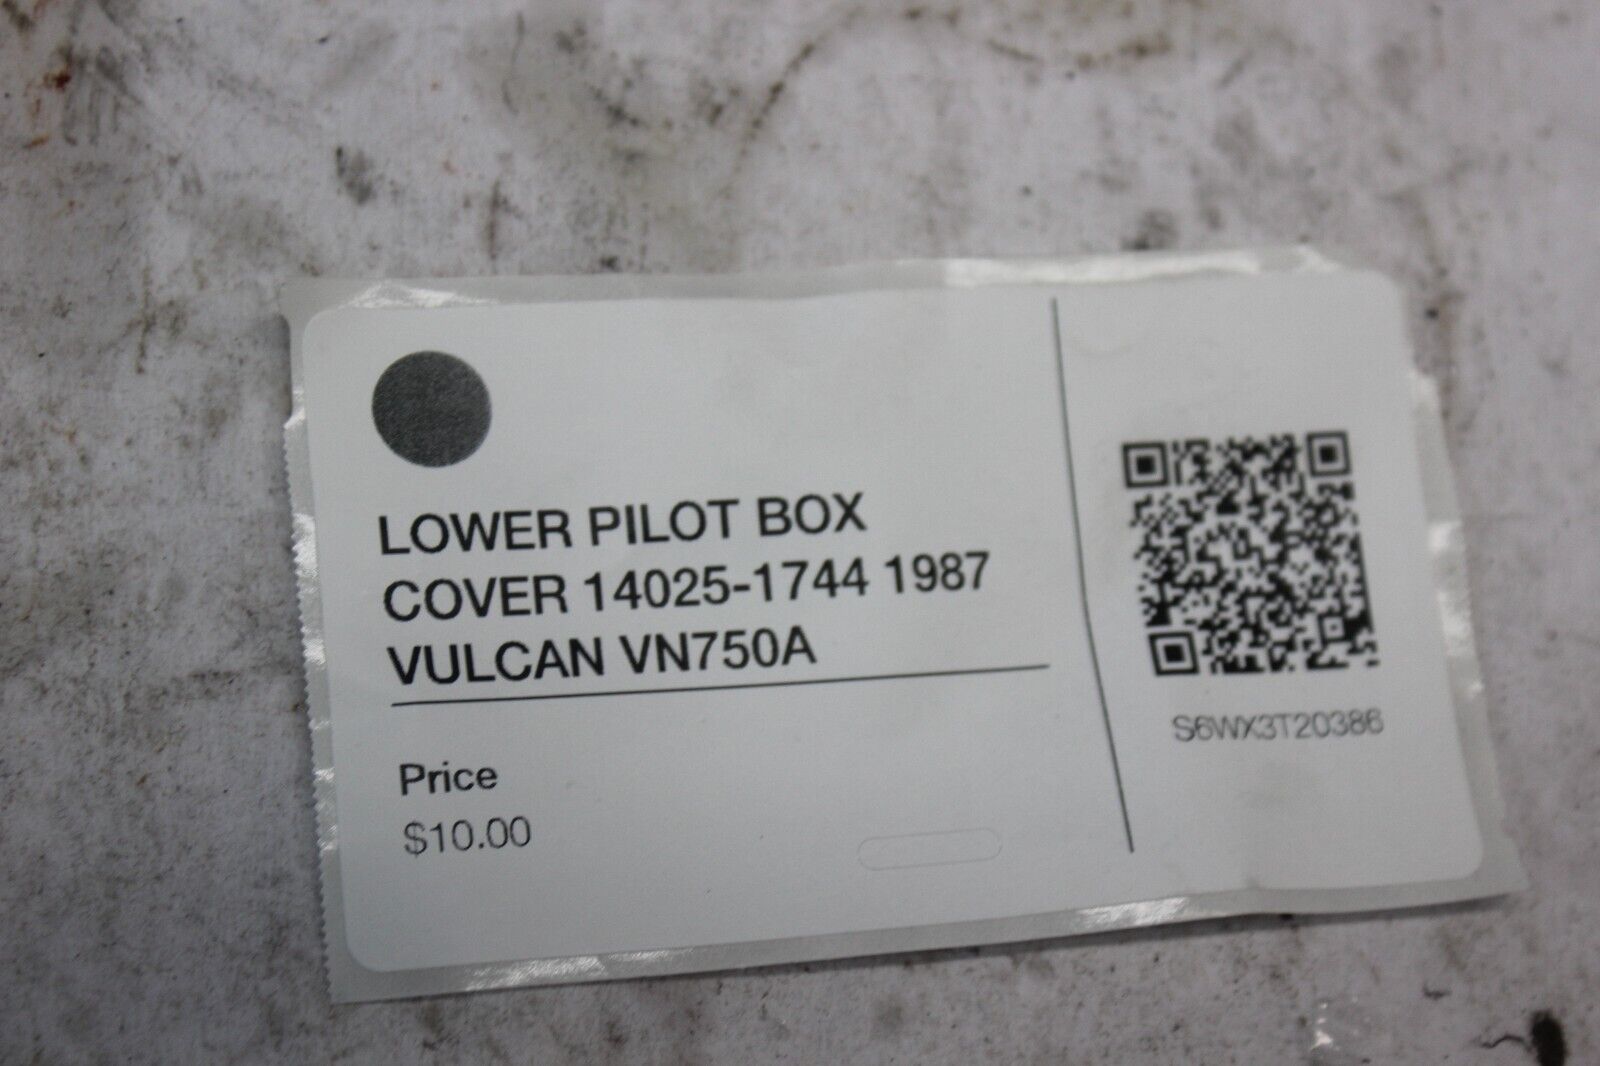 LOWER PILOT BOX
COVER 14025-1744 1987
VULCAN VN750A
Price
$10.00
S6WX3T20386